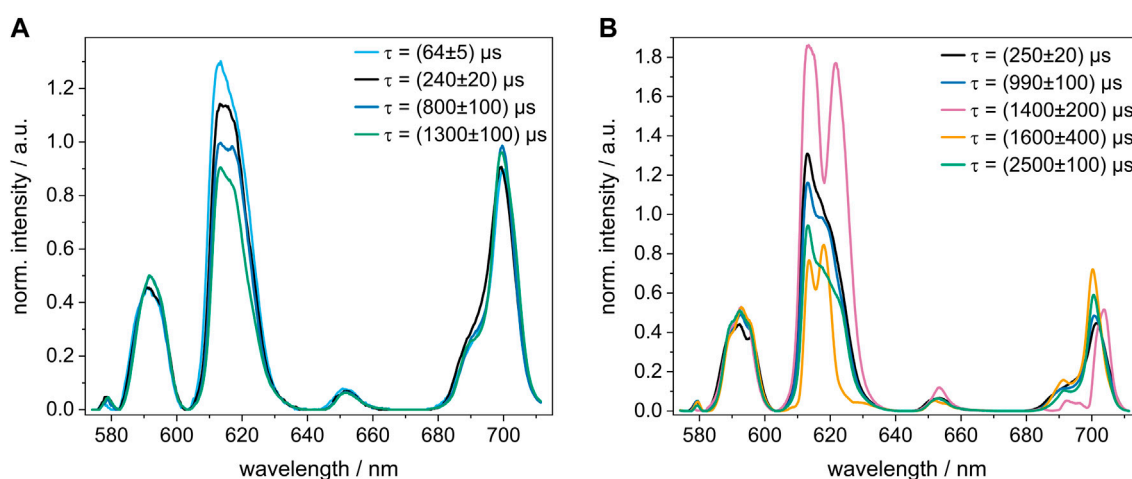 A
τ = (64±5) µs
τ = (240±20) µs
τ = (800±100) µs
τ = (1300±100) µs
norm. intensity / a.u.
1.2
1.0
0.8
0.6
0.4
0.2
0.0
580 600 620 640 660 680 700
wavelength / nm
B
τ = (250±20) µs
τ = (990±100) µs
τ = (1400±200) µs
τ = (1600±400) µs
τ = (2500±100) µs
norm. intensity / a.u.
1.8
1.6
1.4
1.2
1.0
0.8
0.6
0.4
0.2
0.0
580 600 620 640 660 680 700
wavelength / nm